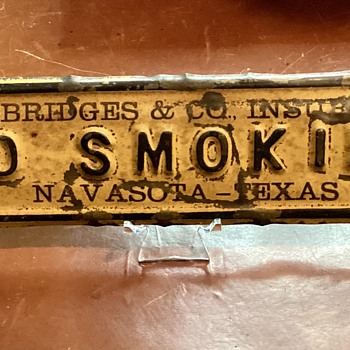 BRIDGES & CO., INSU
O SMOKI
NAVASOTA-TEXAS